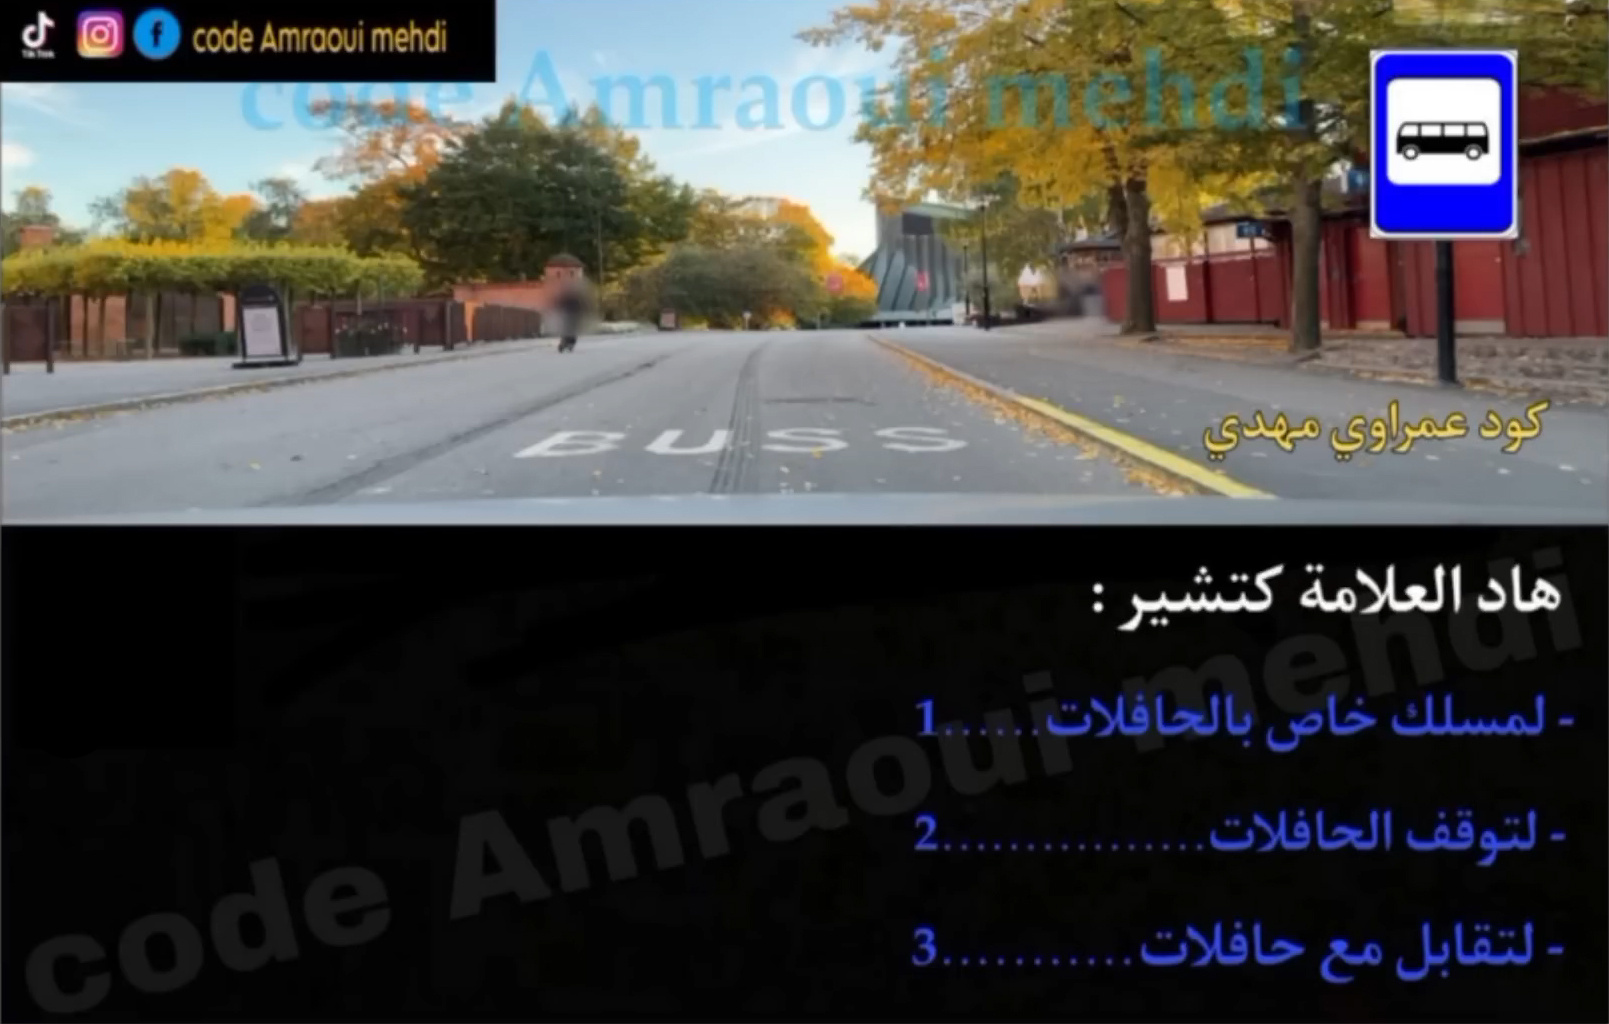 code Amraoui mehdi
code Amraoui mehdi
BUSS
كود عمراوي مهدي
هاد العلامة كتشير :
- لمسلك خاص بالحافلات......1
- لتوقف الحافلات................2
- لتقابل مع حافلات...........3
code Amraoui mehdi